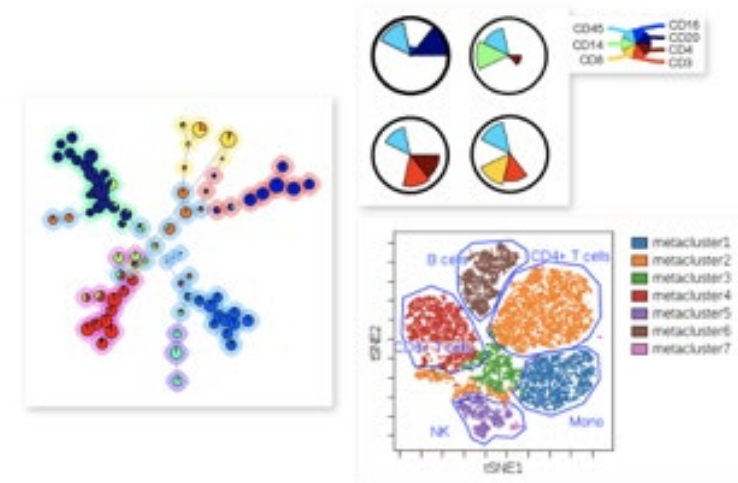 CD45
CD14
CD8
CD16
CD20
CD4
CD3
B cells
CD4+ T cells
CD8+ T cells
NK
Mono
tSNE2
tSNE1
metacluster1
metacluster2
metacluster3
metacluster4
metacluster5
metacluster6
metacluster7